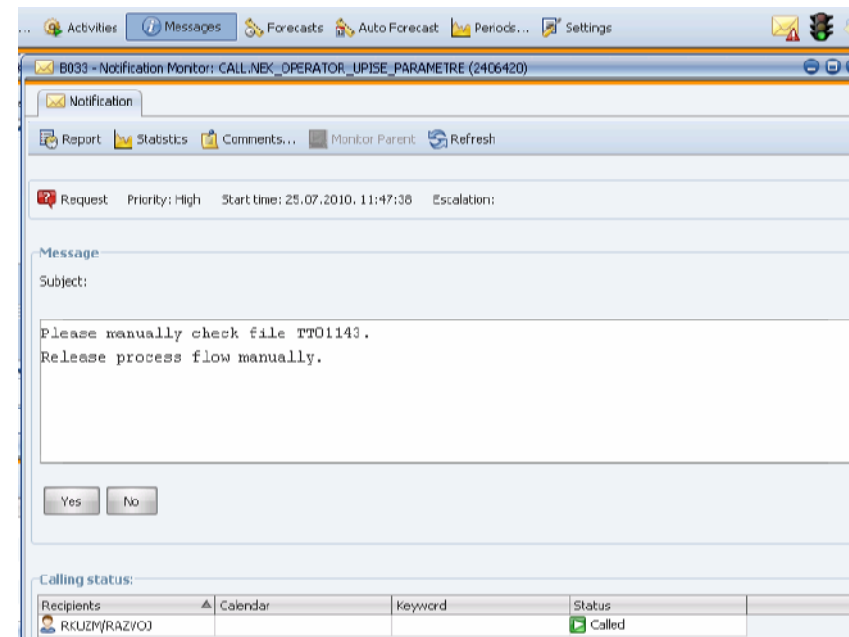 ... Activities Messages Forecasts Auto Forecast Periods... Settings
B033 - Notification Monitor: CALL.NEK_OPERATOR_UPISE_PARAMETRE (2406420)
Notification
Report Statistics Comments... Monitor Parent Refresh
Request Priority: High Start time: 25.07.2010. 11:47:38 Escalation:
Message
Subject:
Please manually check file TT01143.
Release process flow manually.
Yes No
Calling status:
Recipients Calendar Keyword Status
RKUZM/RAZVOJ Called